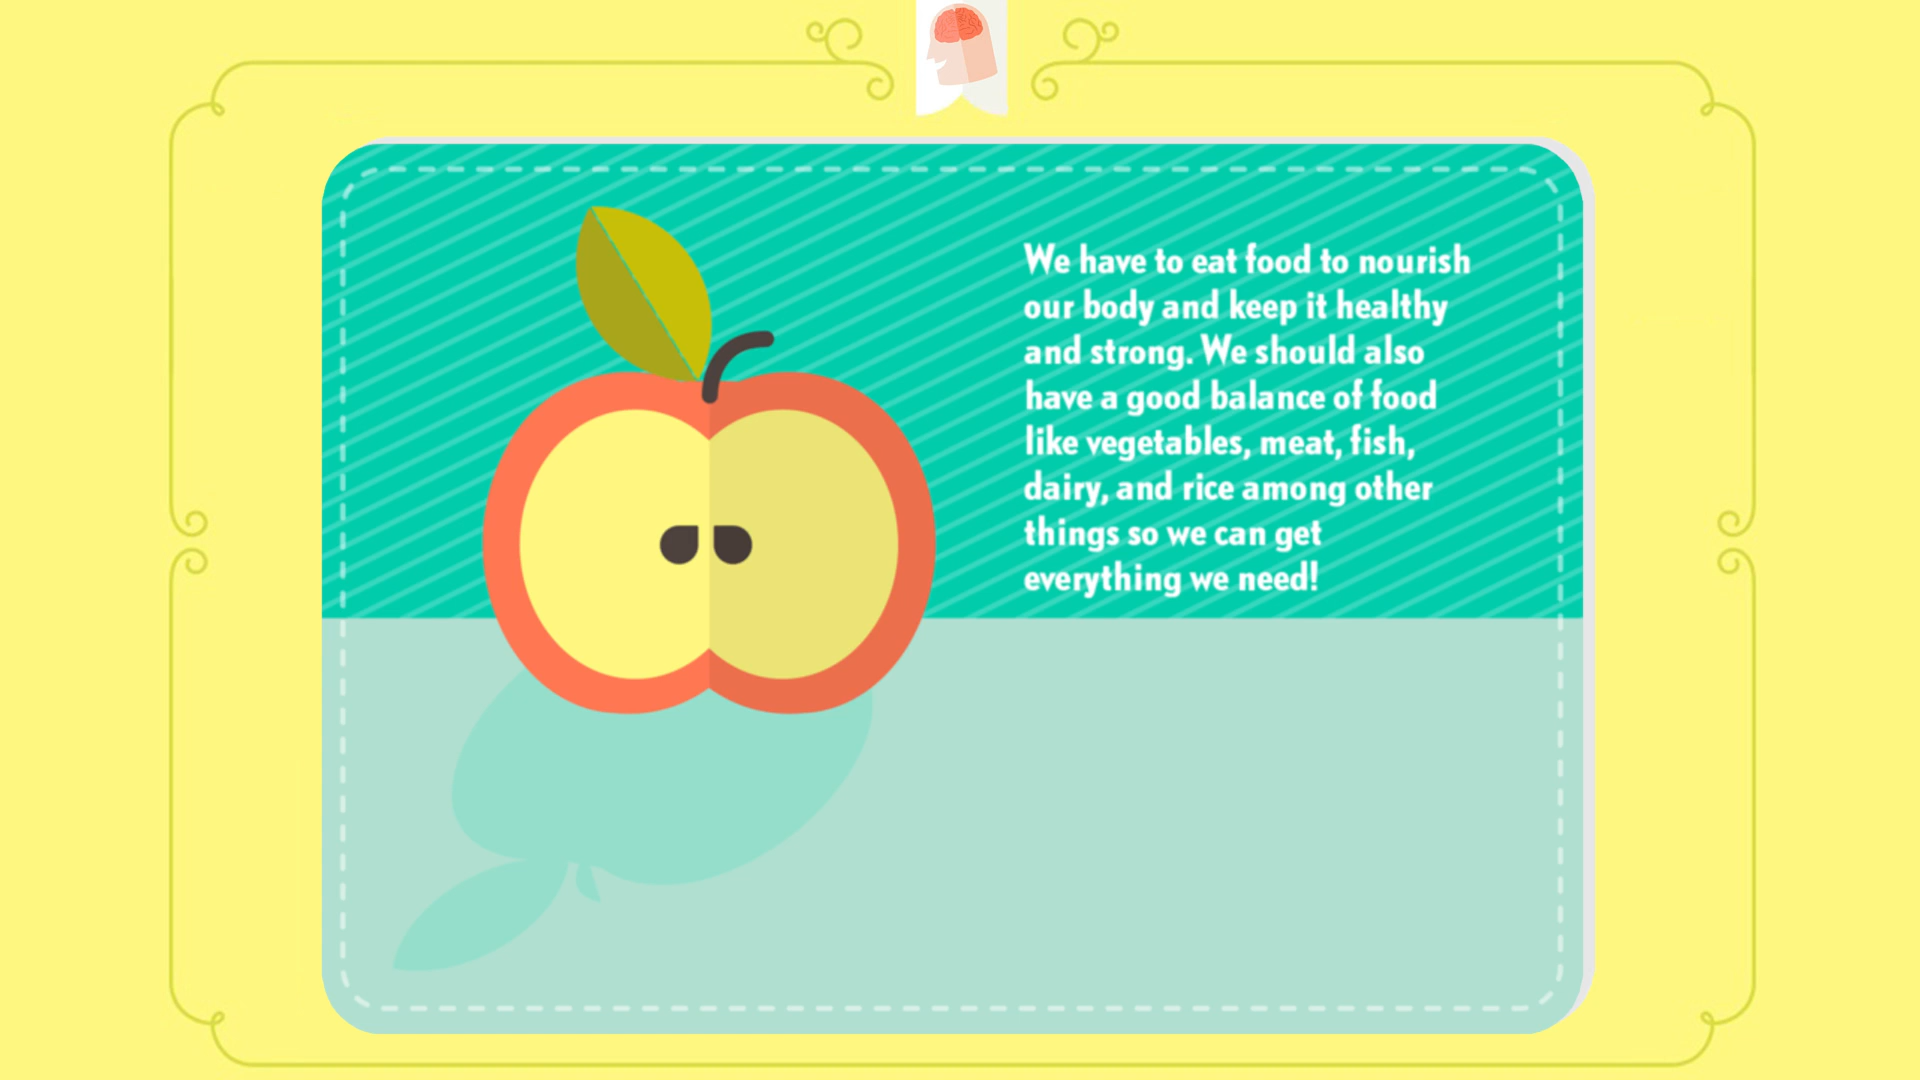 We have to eat food to nourish
our body and keep it healthy
and strong. We should also
have a good balance of food
like vegetables, meat, fish,
dairy, and rice among other
things so we can get
everything we need!